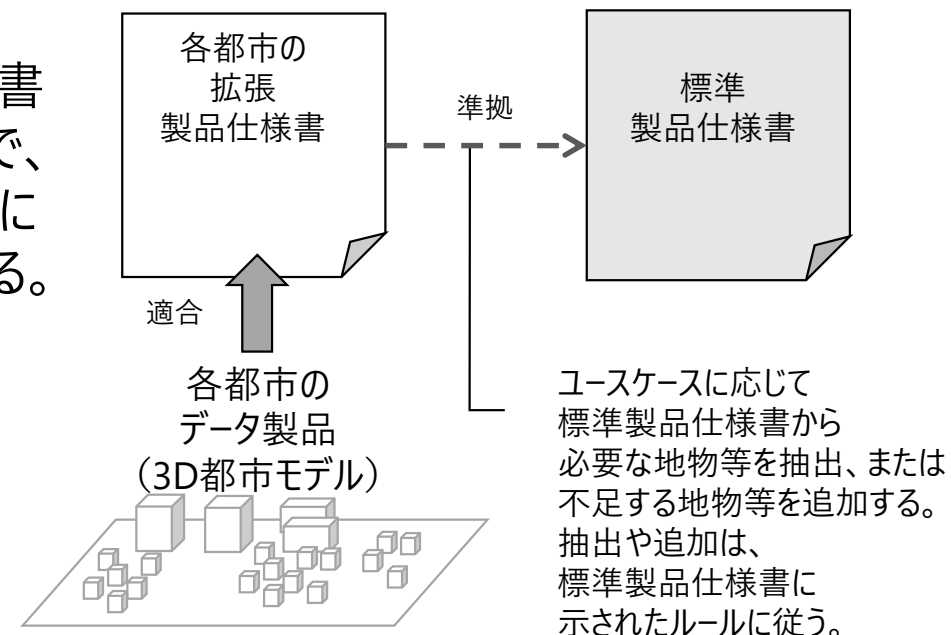 書
で、
に
る。
各都市の
拡張
製品仕様書
準拠
標準
製品仕様書
適合
各都市の
データ製品
（3D都市モデル）
ユースケースに応じて
標準製品仕様書から
必要な地物等を抽出、または
不足する地物等を追加する。
抽出や追加は、
標準製品仕様書に
示されたルールに従う。